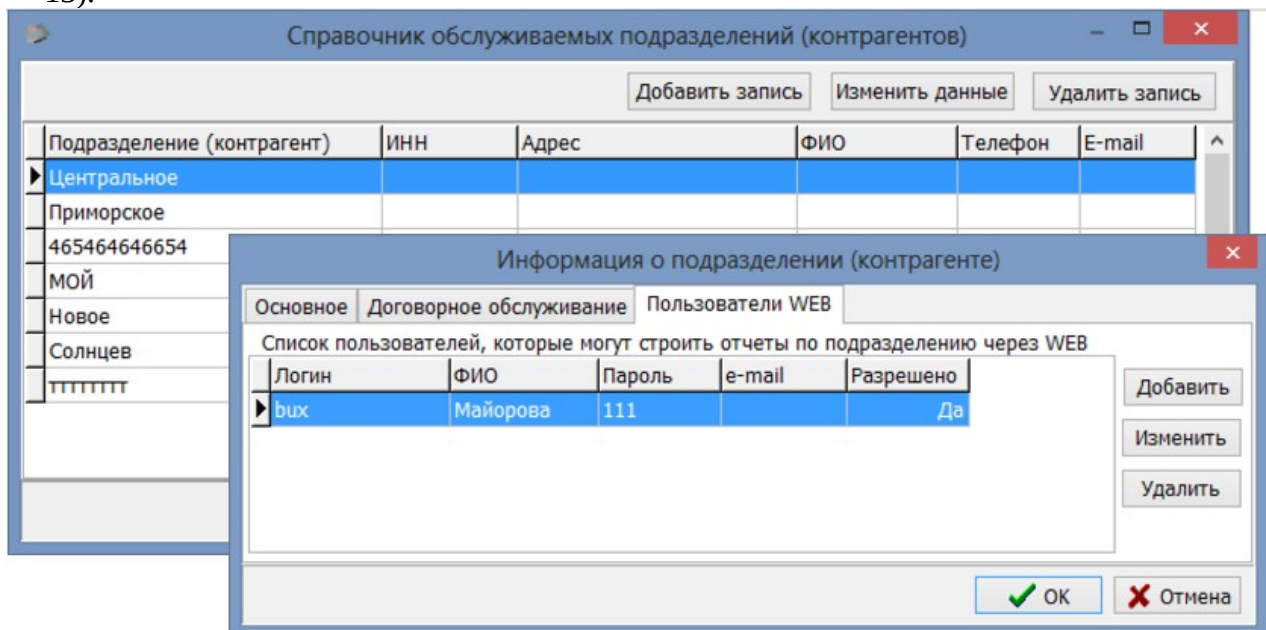 15).
Справочник обслуживаемых подразделений (контрагентов)
Добавить запись Изменить данные Удалить запись
Подразделение (контрагент) ИНН Адрес ФИО Телефон E-mail
Центральное
Приморское
465464646654
МОЙ
Новое
Солнцев
тттттттт
Информация о подразделении (контрагенте)
Основное Договорное обслуживание Пользователи WEB
Список пользователей, которые могут строить отчеты по подразделению через WEB
Логин ФИО Пароль e-mail Разрешено
bux Майорова 111 Да
Добавить
Изменить
Удалить
OK Отмена